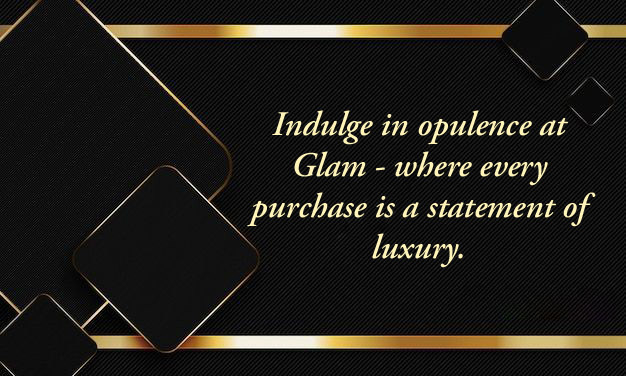 Indulge in opulence at
Glam - where every
purchase is a statement of
luxury.